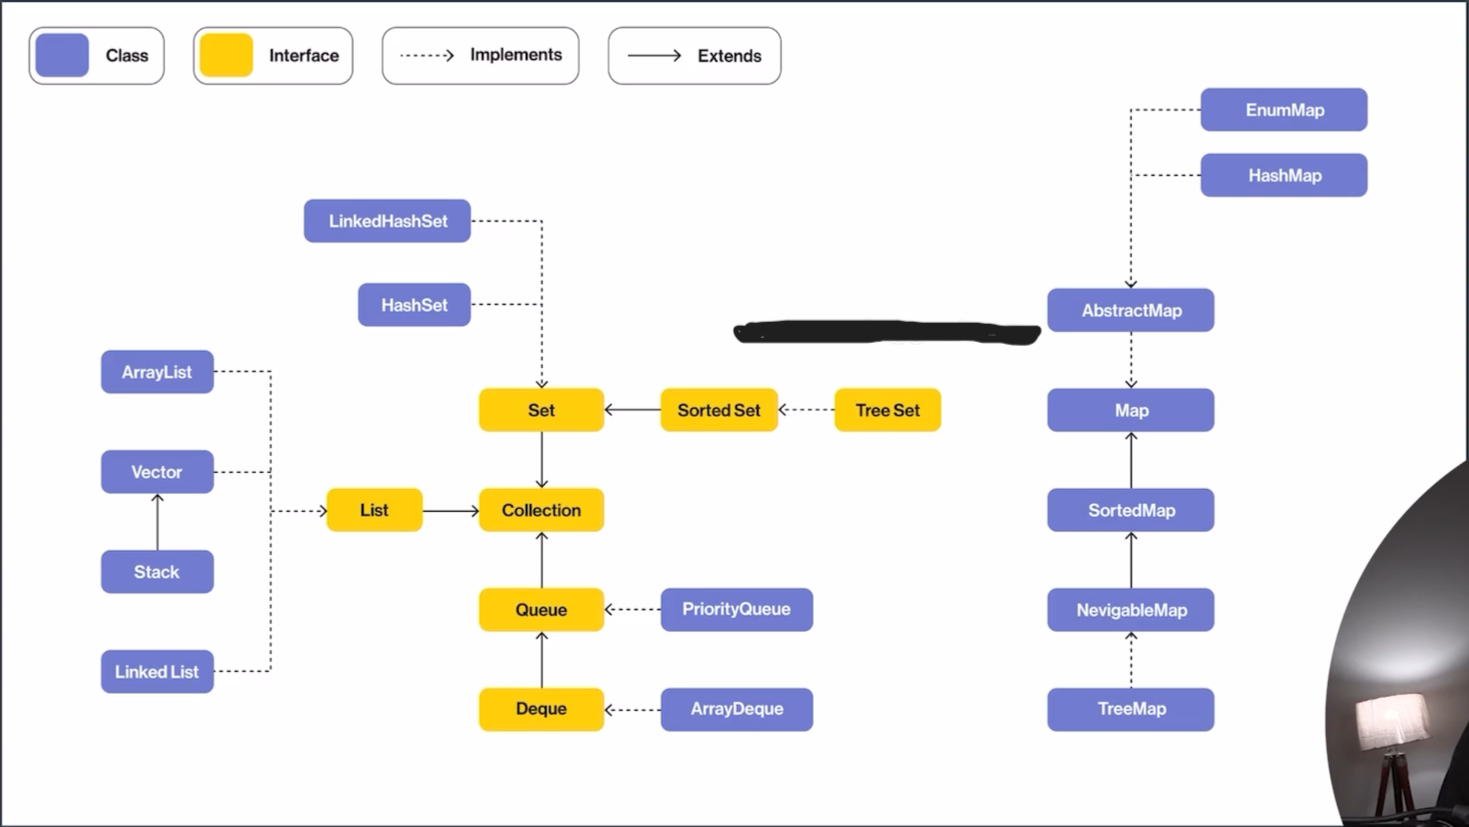 Class
Interface
Implements
Extends
EnumMap
HashMap
LinkedHashSet
HashSet
AbstractMap
ArrayList
Set
Sorted Set
Tree Set
Map
Vector
List
Collection
SortedMap
Stack
Queue
PriorityQueue
NevigableMap
Linked List
Deque
ArrayDeque
TreeMap